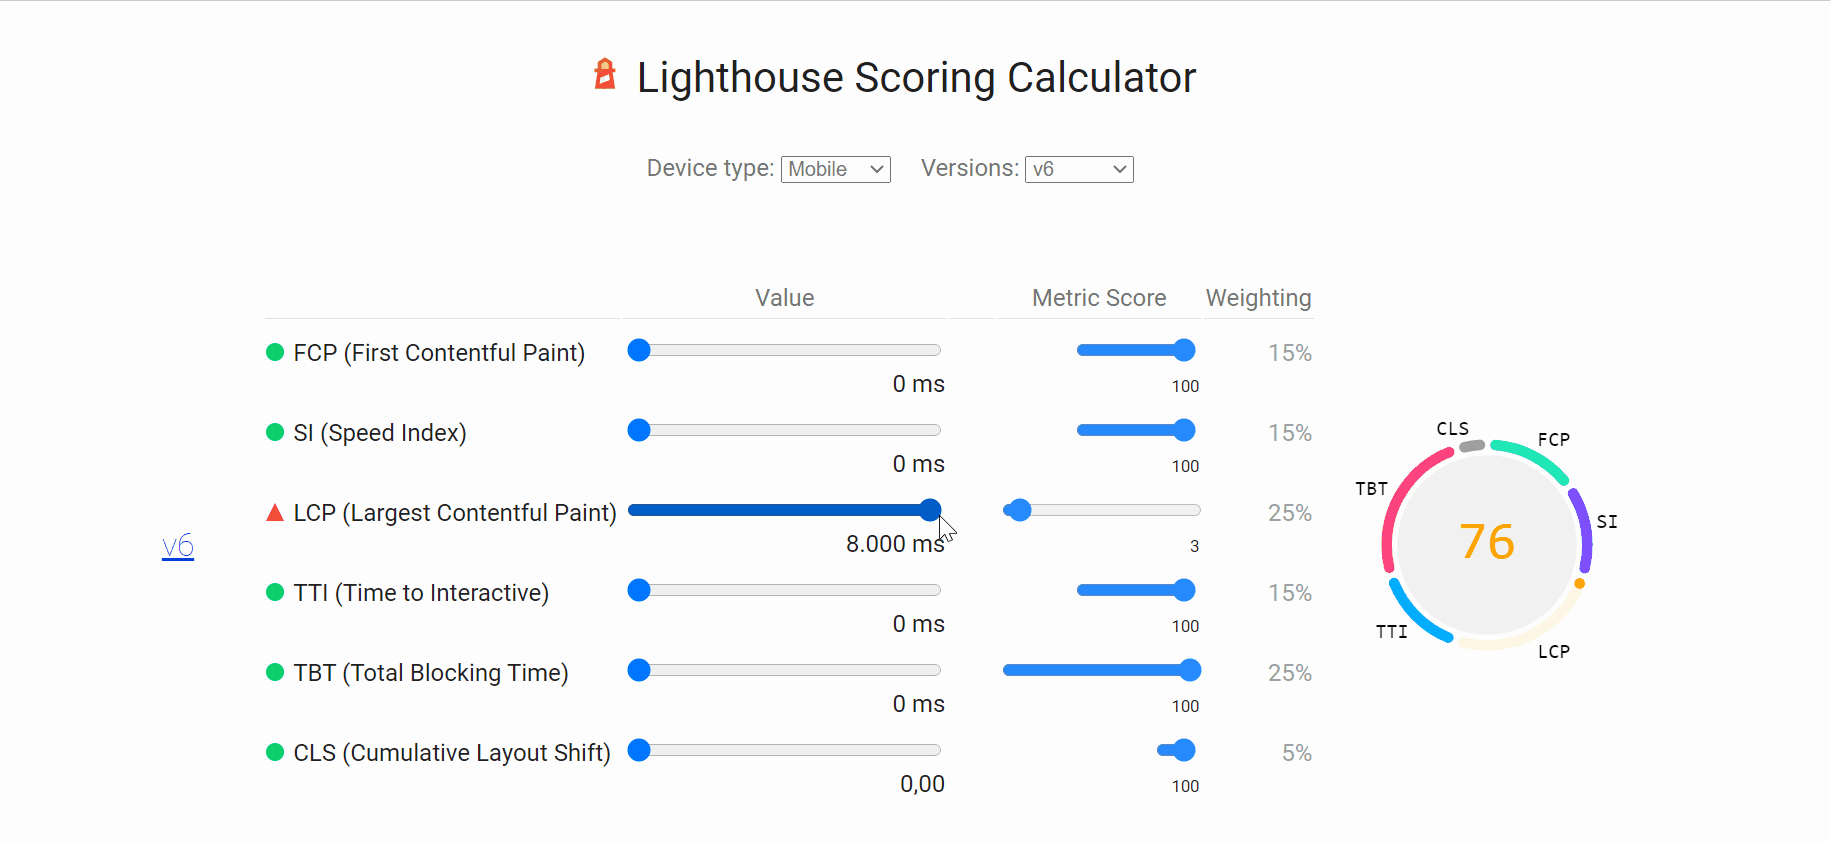 Lighthouse Scoring Calculator
Device type: Mobile Versions: v6
Value Metric Score Weighting
FCP (First Contentful Paint) 15%
0 ms 100
SI (Speed Index) 15%
0 ms 100
LCP (Largest Contentful Paint) 25%
8.000 ms 3
v6
TTI (Time to Interactive) 15%
0 ms 100
TBT (Total Blocking Time) 25%
0 ms 100
CLS (Cumulative Layout Shift) 5%
0,00 100
CLS
FCP
TBT
SI
76
TTI
LCP